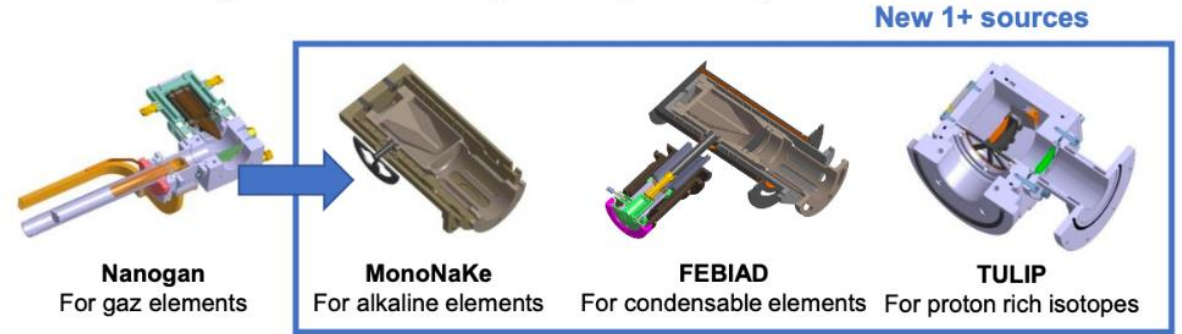 New 1+ sources
Nanogan
For gaz elements
MonoNaKe
For alkaline elements
FEBIAD
For condensable elements
TULIP
For proton rich isotopes